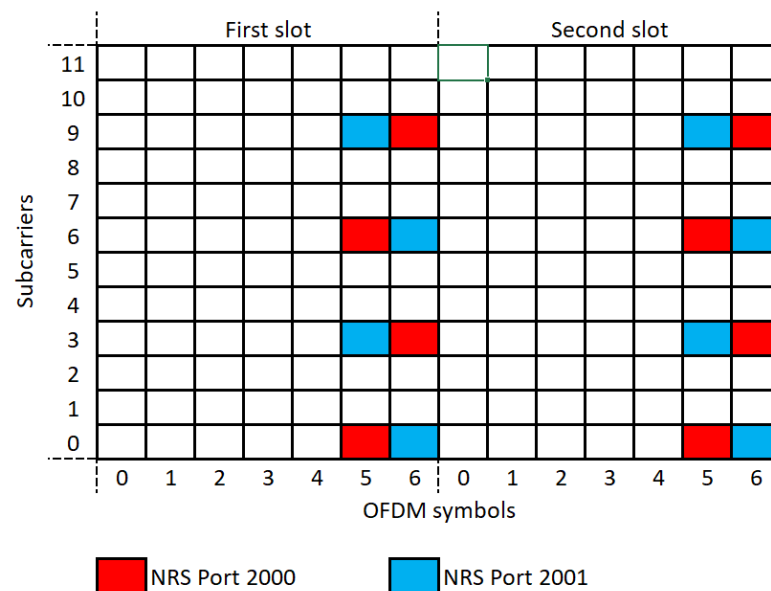 First slot Second slot
11
10
9
8
7
6
5
4
3
2
1
0
Subcarriers
0 1 2 3 4 5 6 0 1 2 3 4 5 6
OFDM symbols
NRS Port 2000 NRS Port 2001